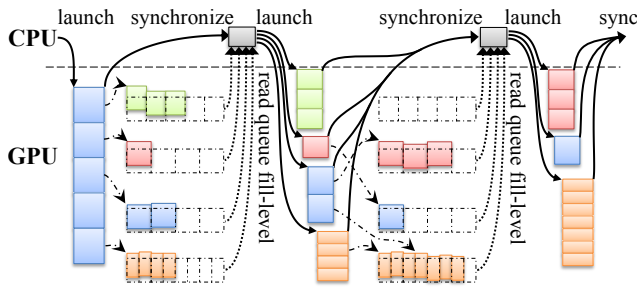 launch synchronize launch synchronize launch sync
CPU
GPU
read queue fill-level
read queue fill-level